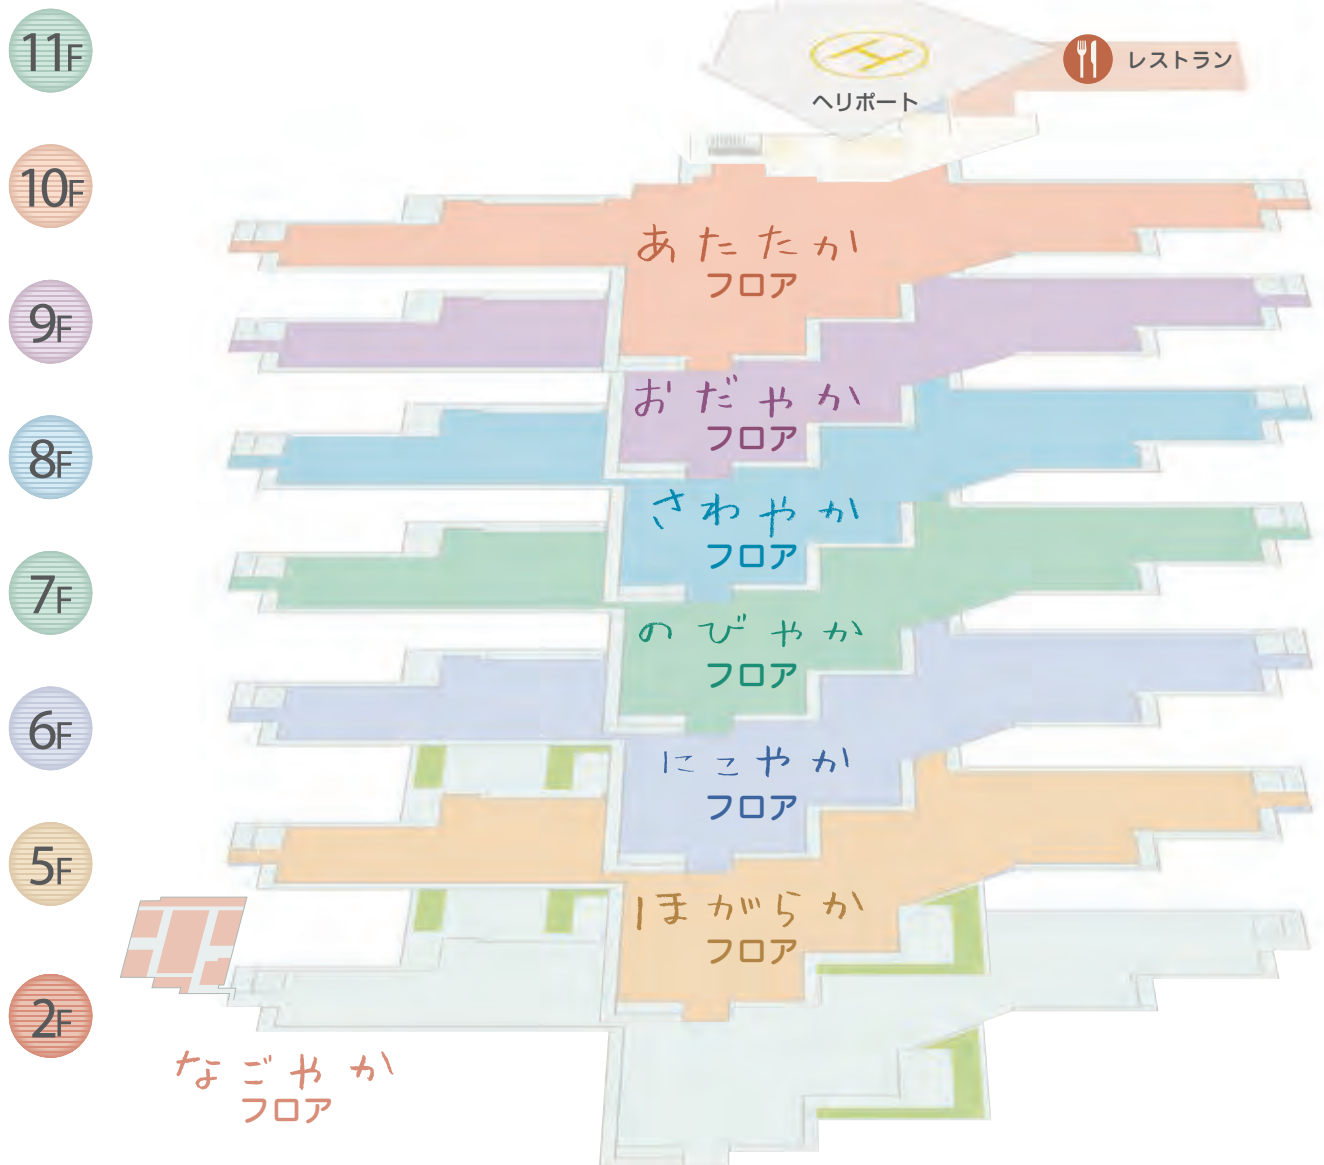 11F
レストラン
ヘリポート
10F
あたたか
フロア
9F
おだやか
フロア
8F
さわやか
フロア
7F
のびやか
フロア
6F
にこやか
フロア
5F
ほがらか
フロア
2F
なごやか
フロア